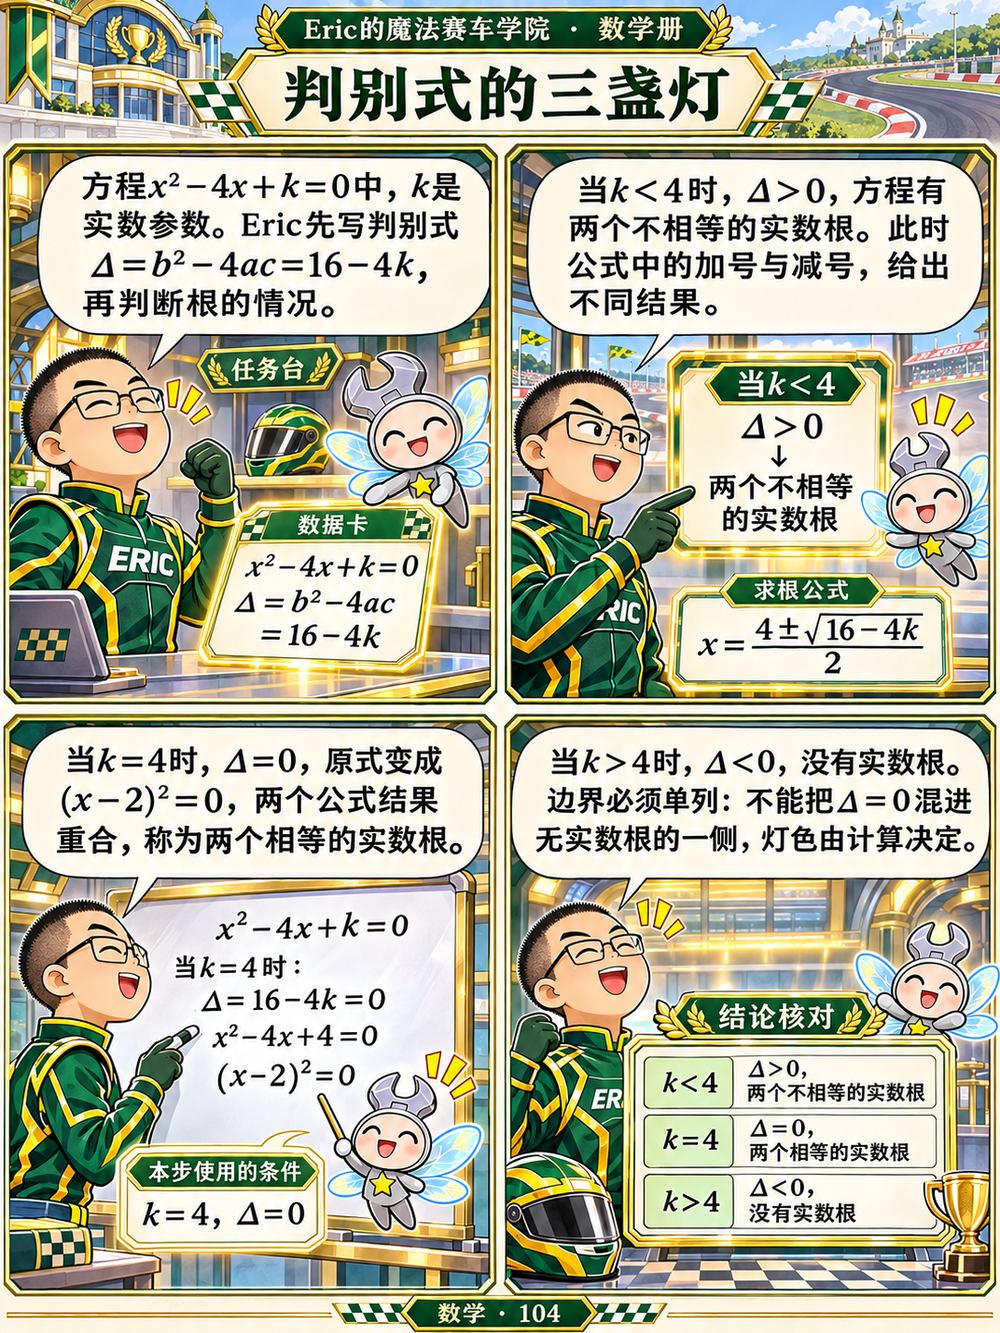 Eric的魔法赛车学院 · 数学册
判别式的三盏灯
方程x²−4x+k=0中，k是
实数参数。Eric先写判别式
Δ=b²−4ac=16−4k，
再判断根的情况。
任务台
ERIC
数据卡
x²−4x+k=0
Δ=b²−4ac
=16−4k
当k<4时，Δ>0，方程有
两个不相等的实数根。此时
公式中的加号与减号，给出
不同结果。
当k<4
Δ>0
↓
两个不相等
的实数根
RIC
求根公式
x=(4±√(16−4k))/2
当k=4时，Δ=0，原式变成
(x−2)²=0，两个公式结果
重合，称为两个相等的实数根。
x²−4x+k=0
当k=4时：
Δ=16−4k=0
x²−4x+4=0
(x−2)²=0
本步使用的条件
k=4，Δ=0
当k>4时，Δ<0，没有实数根。
边界必须单列：不能把Δ=0混进
无实数根的一侧，灯色由计算决定。
ER
结论核对
k<4
Δ>0，
两个不相等的实数根
k=4
Δ=0，
两个相等的实数根
k>4
Δ<0，
没有实数根
数学 · 104